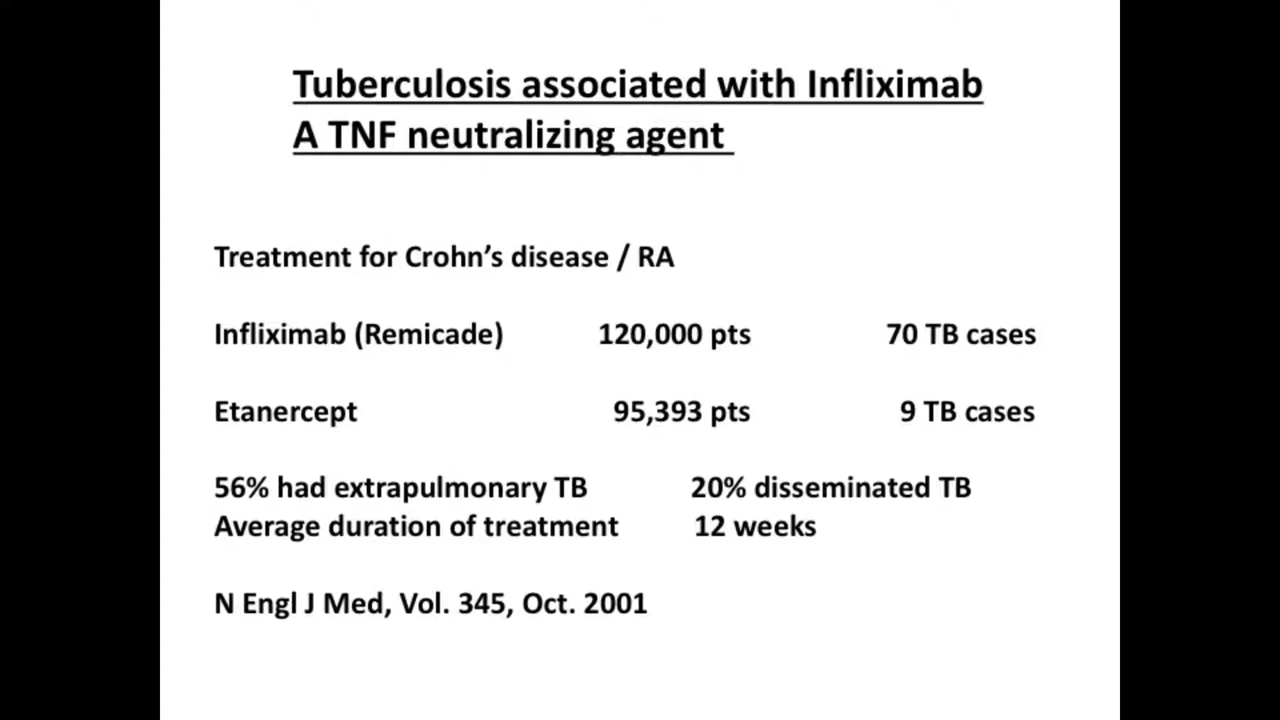 Tuberculosis associated with Infliximab
A TNF neutralizing agent
Treatment for Crohn’s disease / RA
Infliximab (Remicade) 120,000 pts 70 TB cases
Etanercept 95,393 pts 9 TB cases
56% had extrapulmonary TB 20% disseminated TB
Average duration of treatment 12 weeks
N Engl J Med, Vol. 345, Oct. 2001